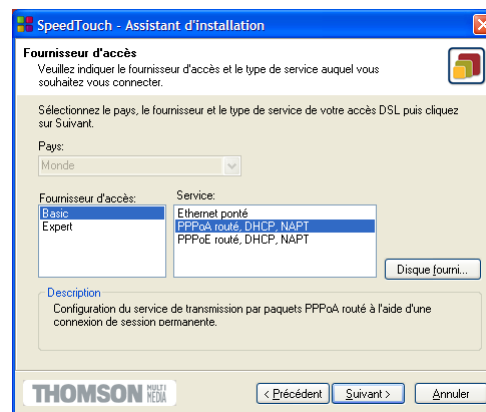 SpeedTouch - Assistant d'installation
Fournisseur d'accès
Veuillez indiquer le fournisseur d'accès et le type de service auquel vous
souhaitez vous connecter.
Sélectionnez le pays, le fournisseur et le type de service de votre accès DSL puis cliquez
sur Suivant.
Pays:
Monde
Fournisseur d'accès:
Basic
Expert
Service:
Ethernet ponté
PPPoA routé, DHCP, NAPT
PPPoE routé, DHCP, NAPT
Disque fourni...
Description
Configuration du service de transmission par paquets PPPoA routé à l'aide d'une
connexion de session permanente.
THOMSON MULTI MEDIA
< Précédent
Suivant >
Annuler